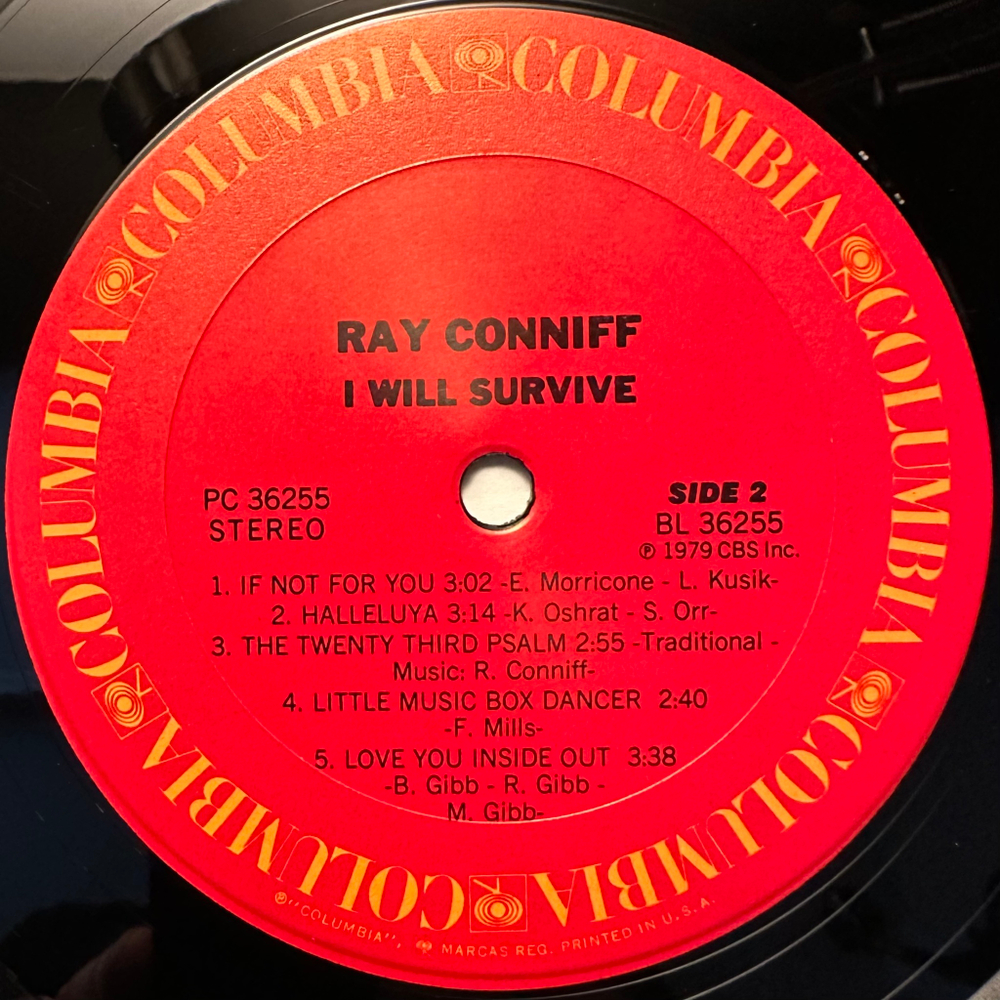 COLUMBIA COLUMBIA COLUMBIA COLUMBIA COLUMBIA COLUMBIA
RAY CONNIFF
I WILL SURVIVE
PC 36255
STEREO
SIDE 2
BL 36255
℗ 1979 CBS Inc.
1. IF NOT FOR YOU 3:02 -E. Morricone - L. Kusik-
2. HALLELUYA 3:14 -K. Oshrat - S. Orr-
3. THE TWENTY THIRD PSALM 2:55 -Traditional -
Music: R. Conniff-
4. LITTLE MUSIC BOX DANCER 2:40
-F. Mills-
5. LOVE YOU INSIDE OUT 3:38
-B. Gibb - R. Gibb -
M. Gibb-
®"COLUMBIA", MARCAS REG. PRINTED IN U.S.A.